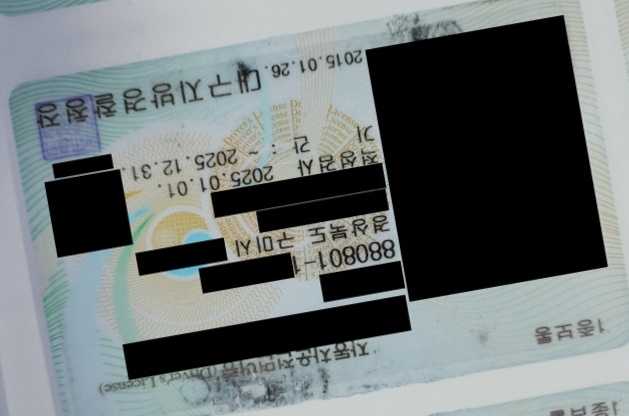 1종보통
자동차운전면허증 (Driver's License)
880801-1
경상북도 구미시
적성검사
기 간 : 2025.01.01.
~ 2025.12.31.
2015.01.26.
대구지방경찰청장